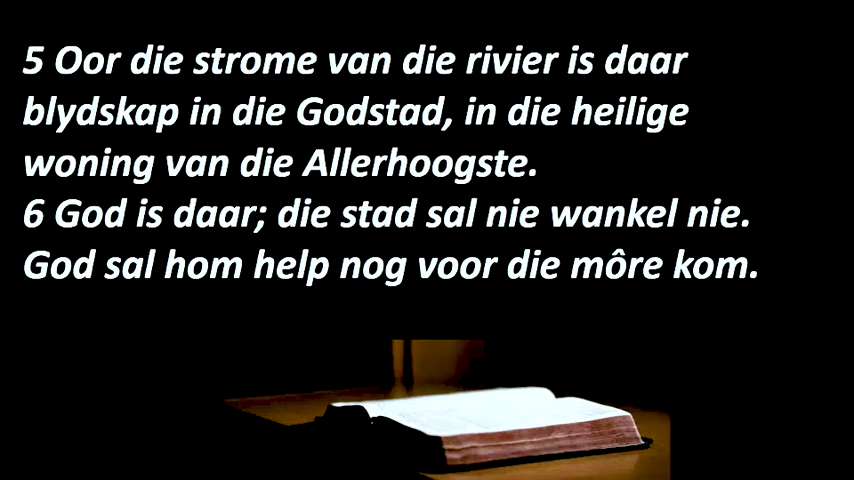 5 Oor die strome van die rivier is daar
blydskap in die Godstad, in die heilige
woning van die Allerhoogste.
6 God is daar; die stad sal nie wankel nie.
God sal hom help nog voor die môre kom.